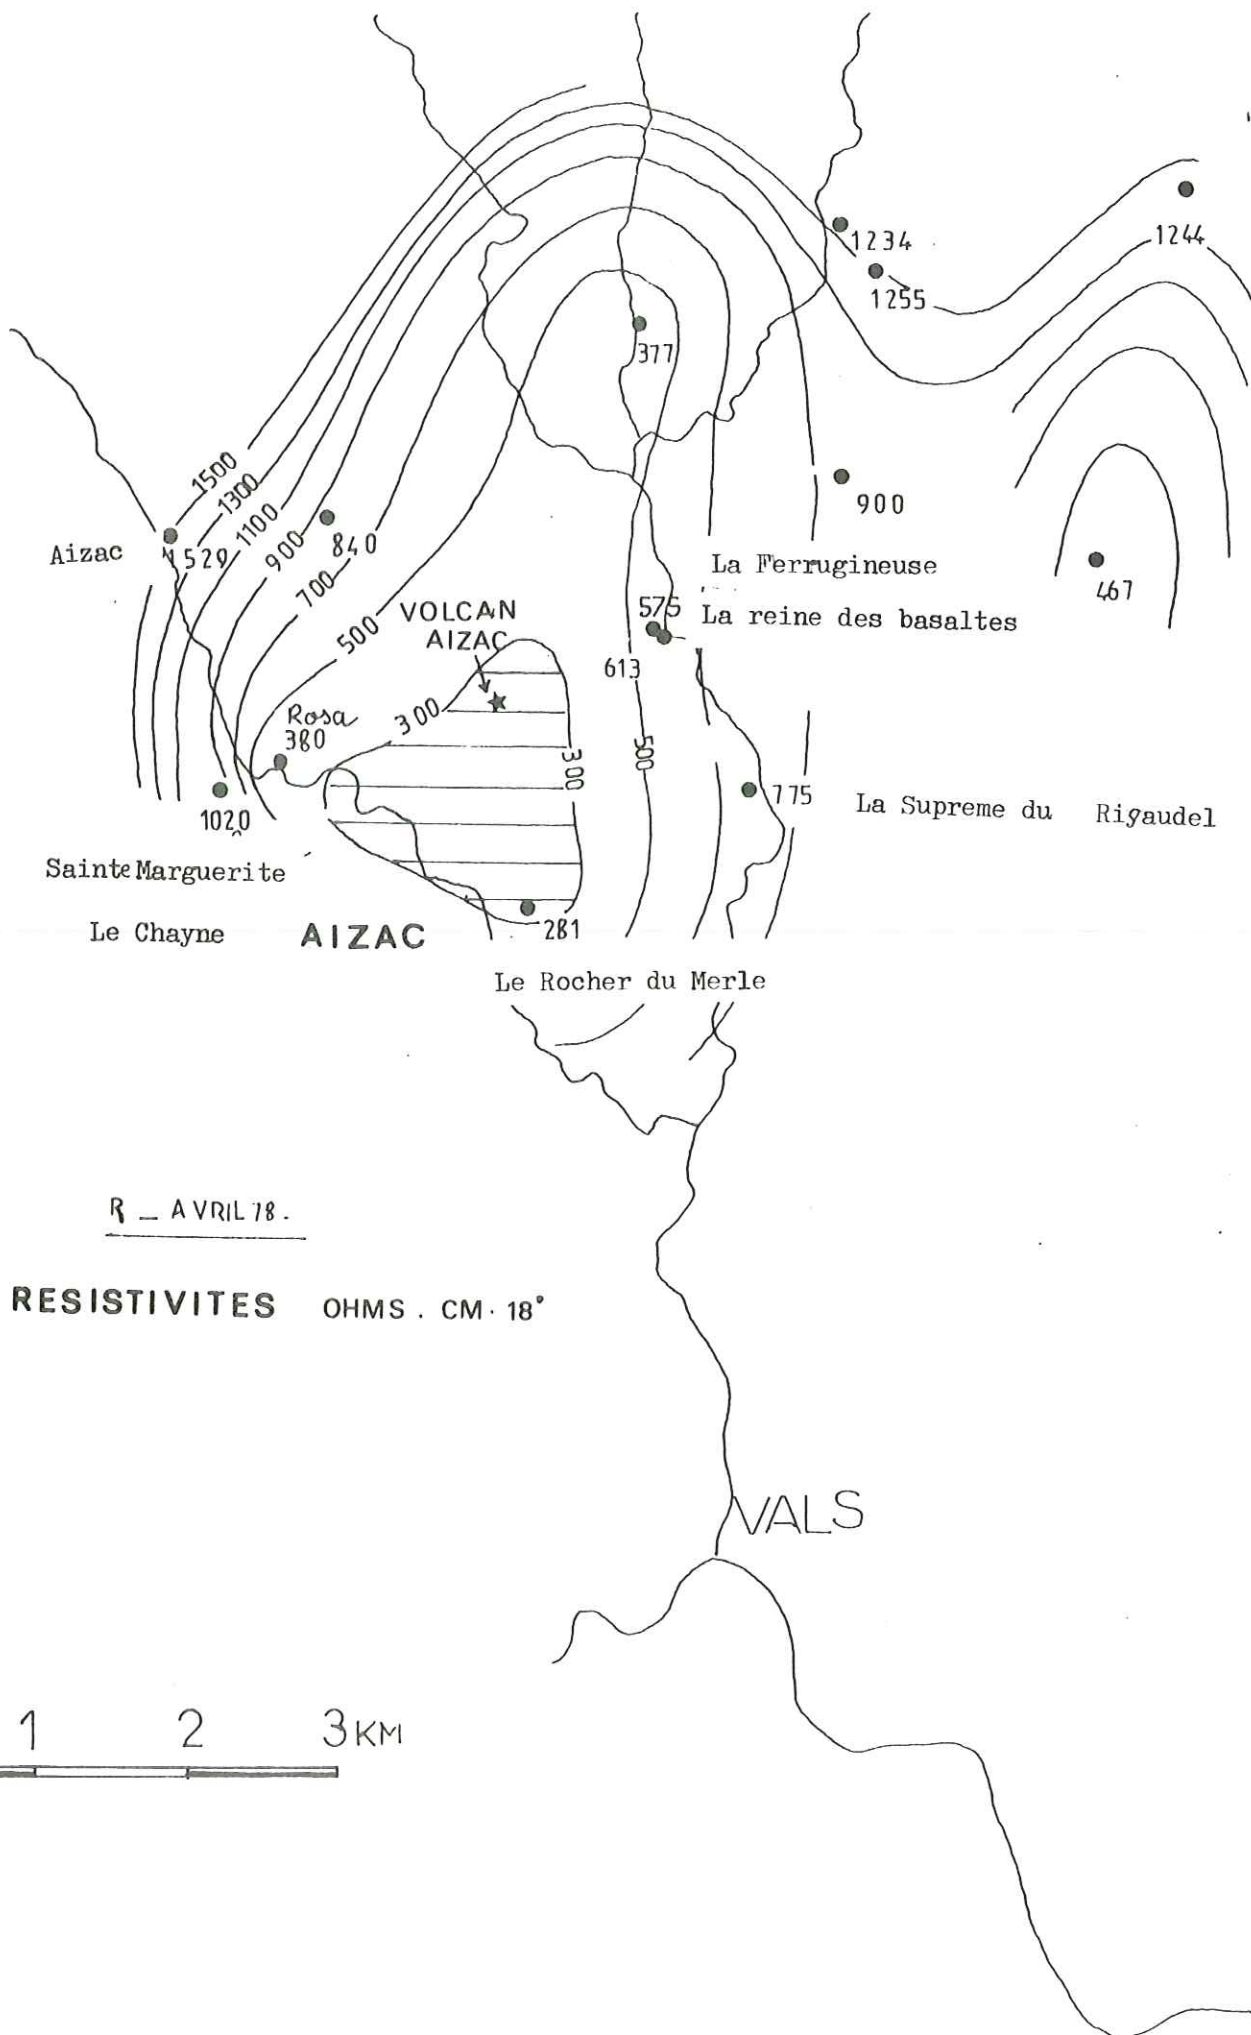 1234
1244
1255
377
1500
1300
1100
900
900
Aizac
1529
840
700
La Ferrugineuse
467
VOLCAN
AIZAC
500
575
La reine des basaltes
613
Rosa
380
300
300
500
1020
775
La Supreme du Rigaudel
Sainte Marguerite
Le Chayne
AIZAC
281
Le Rocher du Merle
R _ AVRIL 78.
RESISTIVITES OHMS . CM . 18°
VALS
1 2 3 KM